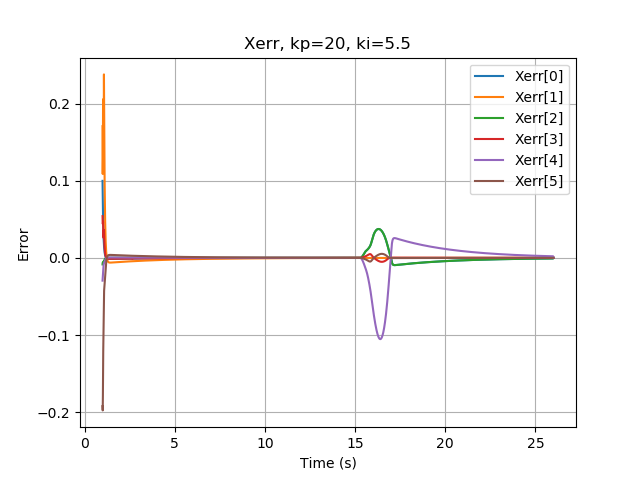 Xerr, kp=20, ki=5.5
Xerr[0]
Xerr[1]
Xerr[2]
Xerr[3]
Xerr[4]
Xerr[5]
Error
0.2
0.1
0.0
−0.1
−0.2
0 5 10 15 20 25
Time (s)